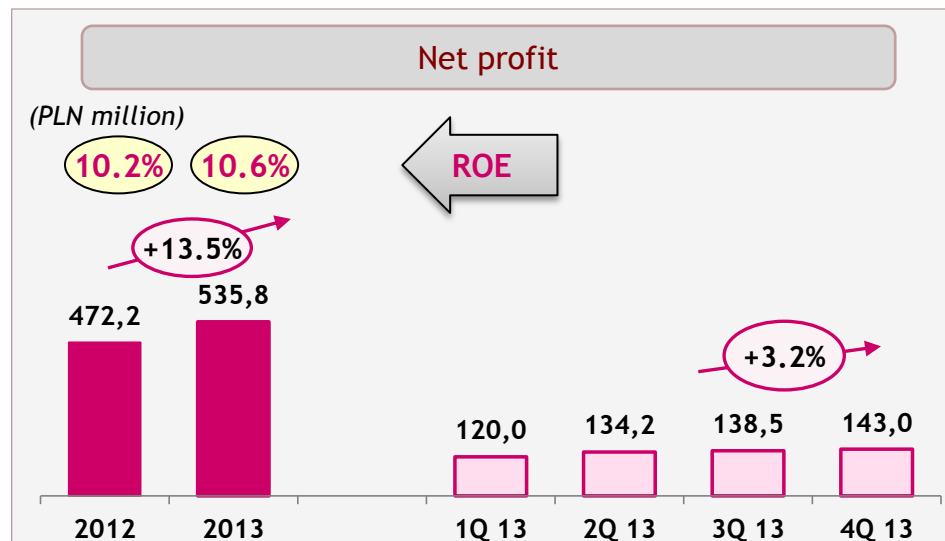 Net profit
(PLN million)
10.2% 10.6% ROE
+13.5%
472,2 535,8
+3.2%
120,0 134,2 138,5 143,0
2012 2013 1Q 13 2Q 13 3Q 13 4Q 13